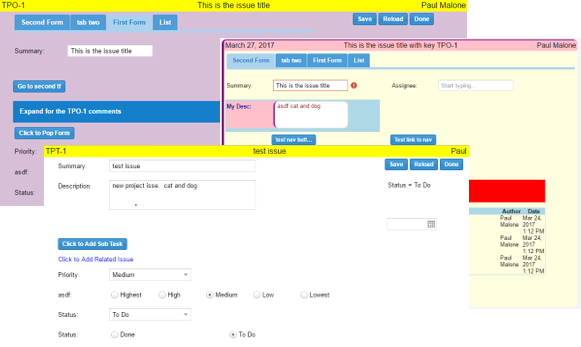 TPO-1 This is the issue title Paul Malone
Second Form tab two First Form List Save Reload Done
Summary: This is the issue title
Go to second tf
Expand for the TPO-1 comments
Click to Pop Form
Priority:
asdf:
Status:
March 27, 2017 This is the issue title with key TPO-1 Paul Malone
Second Form tab two First Form List
Summary: This is the issue title Assignee: Start typing...
My Desc: asdf cat and dog
test nav butt... Test link to nav
Author Date
Paul Malone Mar 24, 2017 1:12 PM
Paul Malone Mar 24, 2017 1:12 PM
Paul Malone Mar 24, 2017 1:12 PM
TPT-1 test issue Paul
Summary: test issue Save Reload Done
Description: new project isse. cat and dog Status = To Do
Click to Add Sub Task
Click to Add Related Issue
Priority: Medium
asdf: Highest High Medium Low Lowest
Status: To Do
Status: Done To Do